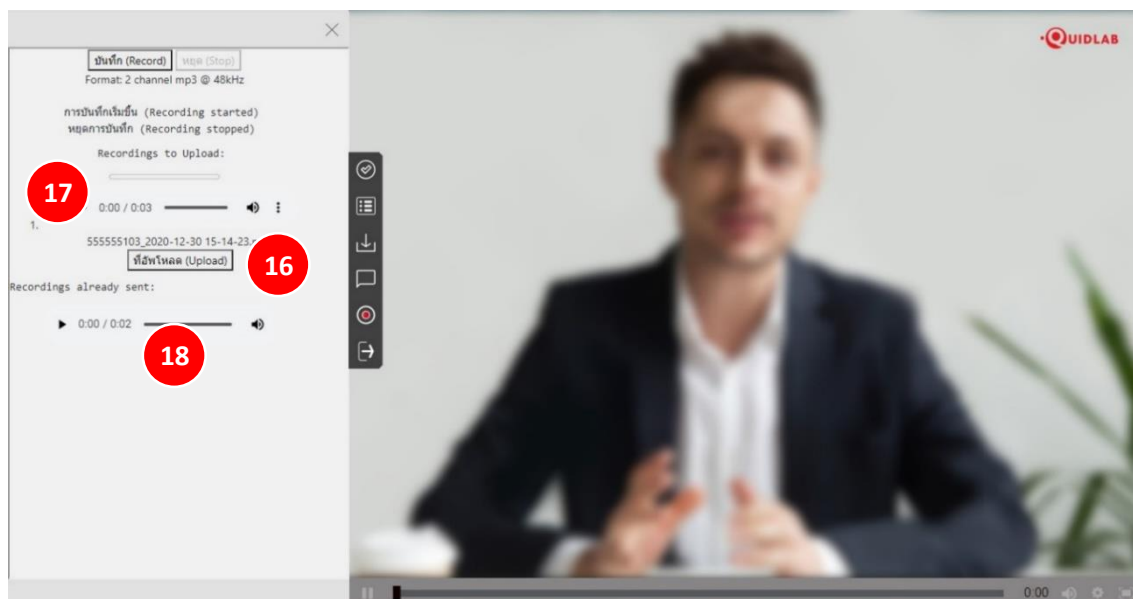 บันทึก (Record) หยุด (Stop)
Format: 2 channel mp3 @ 48kHz
การบันทึกเริ่มขึ้น (Recording started)
หยุดการบันทึก (Recording stopped)
Recordings to Upload:
17
0:00 / 0:03
1.
555555103_2020-12-30 15-14-23.
ที่อัพโหลด (Upload)
16
Recordings already sent:
0:00 / 0:02
18
QUIDLAB
0:00